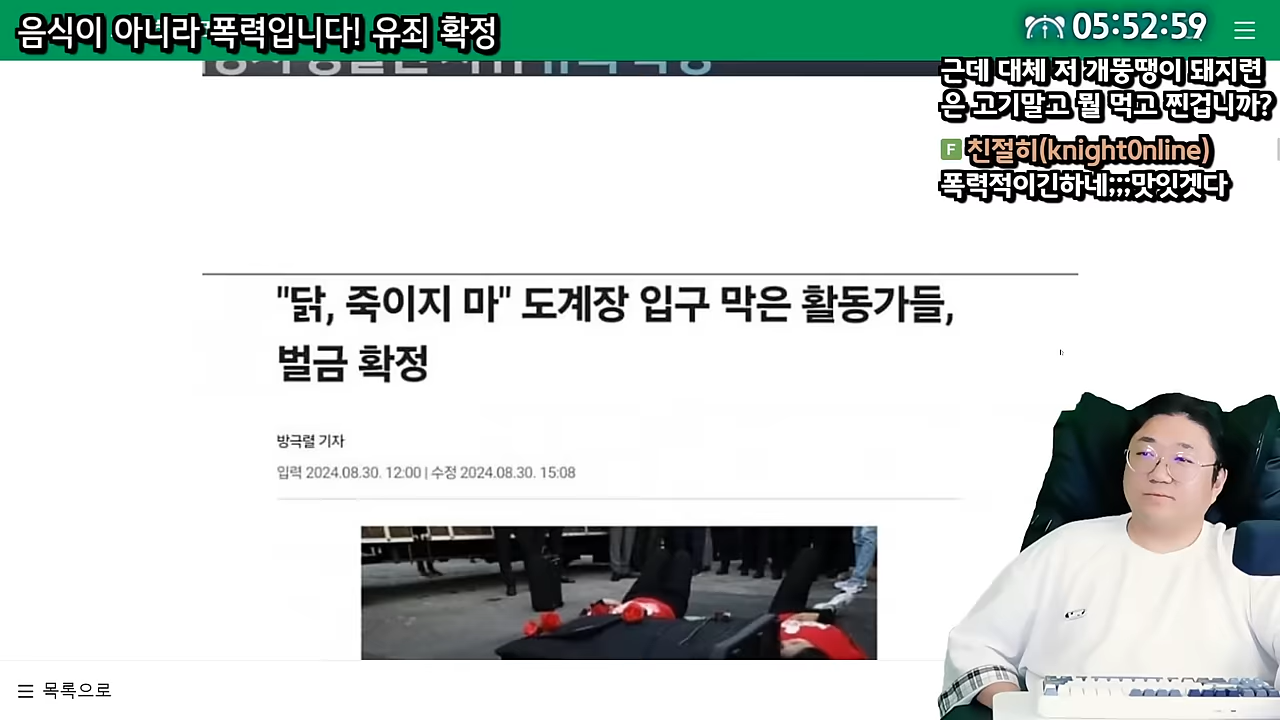 음식이 아니라 폭력입니다! 유죄 확정
05:52:59
근데 대체 저 개뚱땡이 돼지련
은 고기말고 뭘 먹고 찐겁니까?
F 친절히(knight0nline)
폭력적이긴하네;;;맛잇겟다
"닭, 죽이지 마" 도계장 입구 막은 활동가들,
벌금 확정
방극렬 기자
입력 2024.08.30. 12:00 | 수정 2024.08.30. 15:08
목록으로